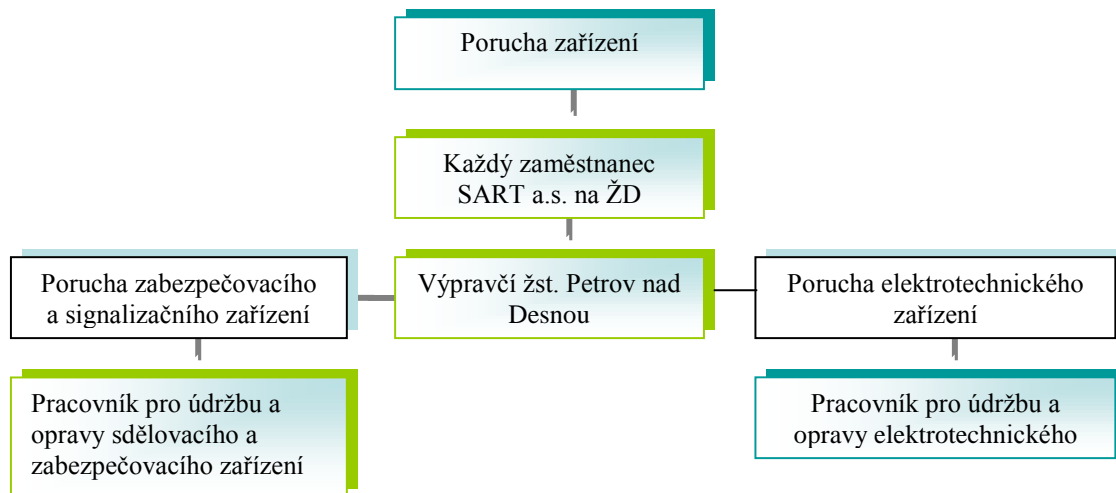 Porucha zařízení
Každý zaměstnanec
SART a.s. na ŽD
Porucha zabezpečovacího
a signalizačního zařízení
Výpravčí žst. Petrov nad
Desnou
Porucha elektrotechnického
zařízení
Pracovník pro údržbu a
opravy sdělovacího a
zabezpečovacího zařízení
Pracovník pro údržbu a
opravy elektrotechnického